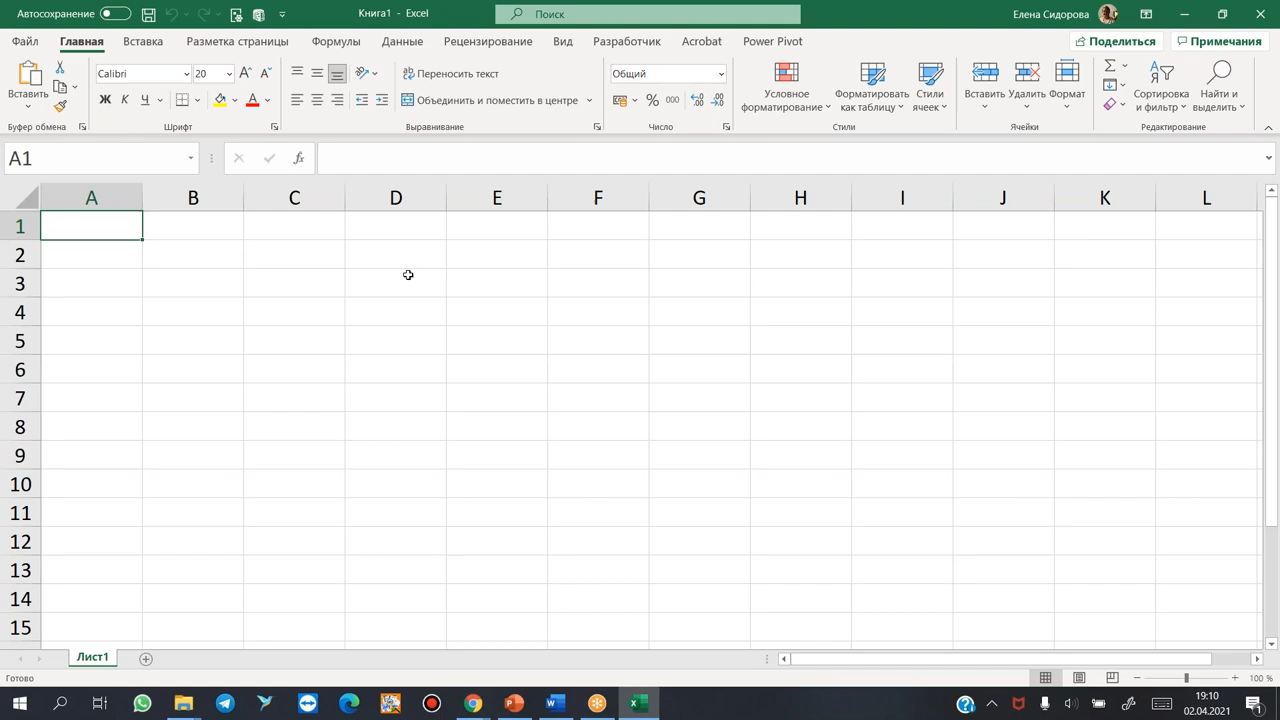 Автосохранение
Книга1 - Excel
Поиск
Елена Сидорова
Файл
Главная
Вставка
Разметка страницы
Формулы
Данные
Рецензирование
Вид
Разработчик
Acrobat
Power Pivot
Поделиться
Примечания
Вставить
Буфер обмена
Calibri
20
Ж К Ч
Шрифт
Переносить текст
Объединить и поместить в центре
Выравнивание
Общий
% 000
Число
Условное форматирование
Форматировать как таблицу
Стили ячеек
Стили
Вставить
Удалить
Формат
Ячейки
Сортировка и фильтр
Найти и выделить
Редактирование
A1
fx
A B C D E F G H I J K L
1
2
3
4
5
6
7
8
9
10
11
12
13
14
15
Лист1
Готово
100 %
19:10
02.04.2021